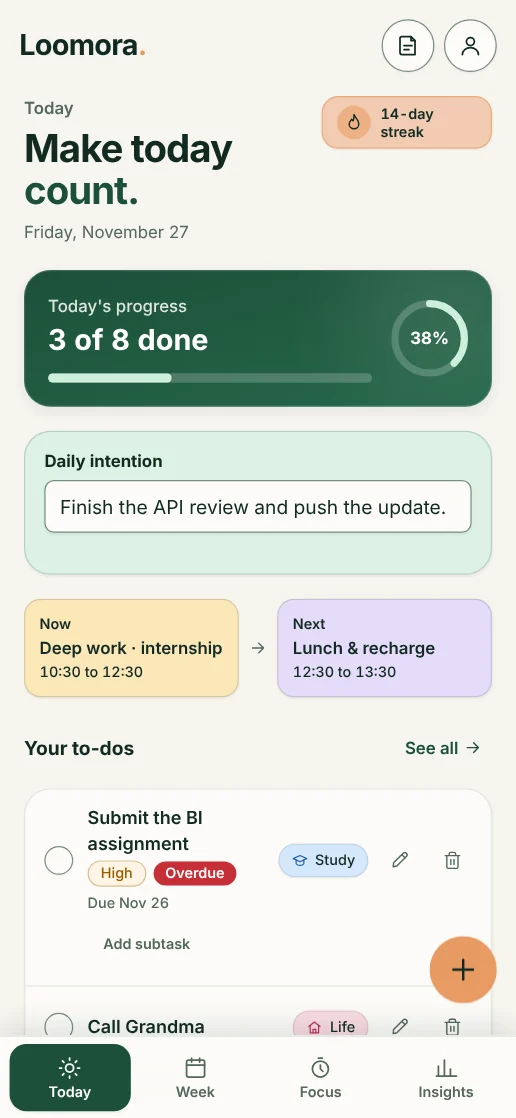 Loomora.
Today
14-day
streak
Make today
count.
Friday, November 27
Today's progress
3 of 8 done
38%
Daily intention
Finish the API review and push the update.
Now
Deep work · internship
10:30 to 12:30
→
Next
Lunch & recharge
12:30 to 13:30
Your to-dos
See all →
Submit the BI
assignment
High
Overdue
Due Nov 26
Study
Add subtask
Call Grandma
Life
Today
Week
Focus
Insights